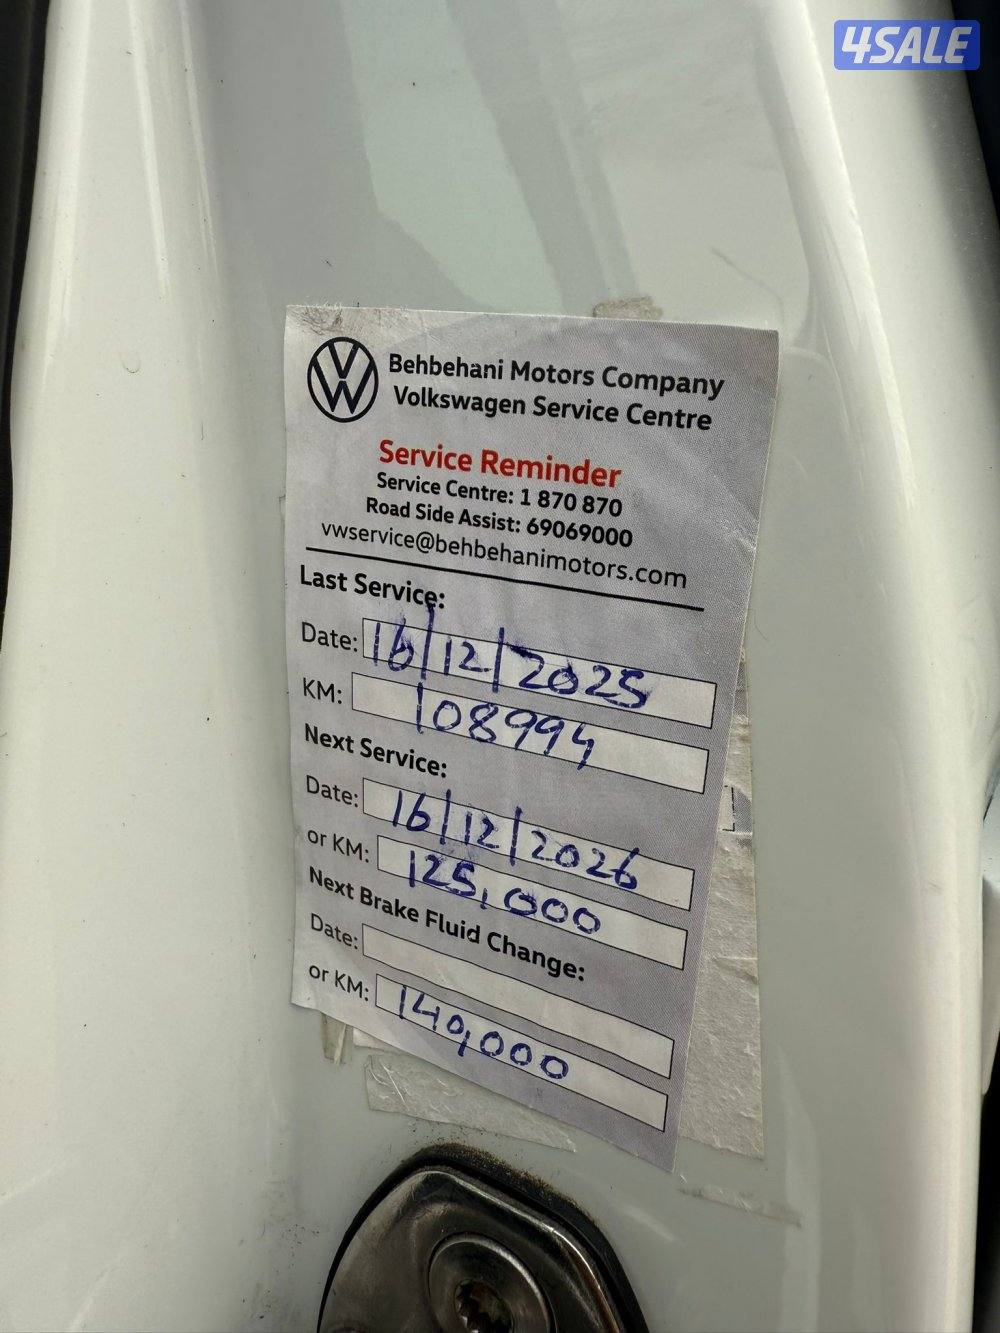 4SALE
Behbehani Motors Company
Volkswagen Service Centre
Service Reminder
Service Centre: 1 870 870
Road Side Assist: 69069000
vwservice@behbehanimotors.com
Last Service:
Date: 16/12/2025
KM: 108994
Next Service:
Date: 16/12/2026
or KM: 125,000
Next Brake Fluid Change:
Date:
or KM: 140,000